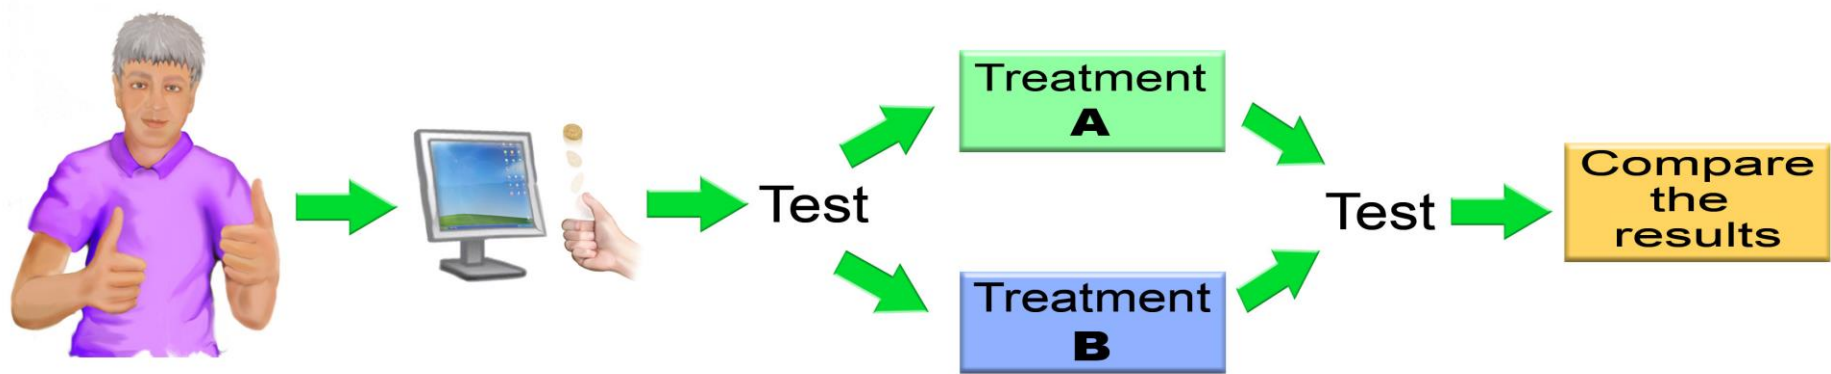 Test
Treatment
A
Treatment
B
Test
Compare
the
results